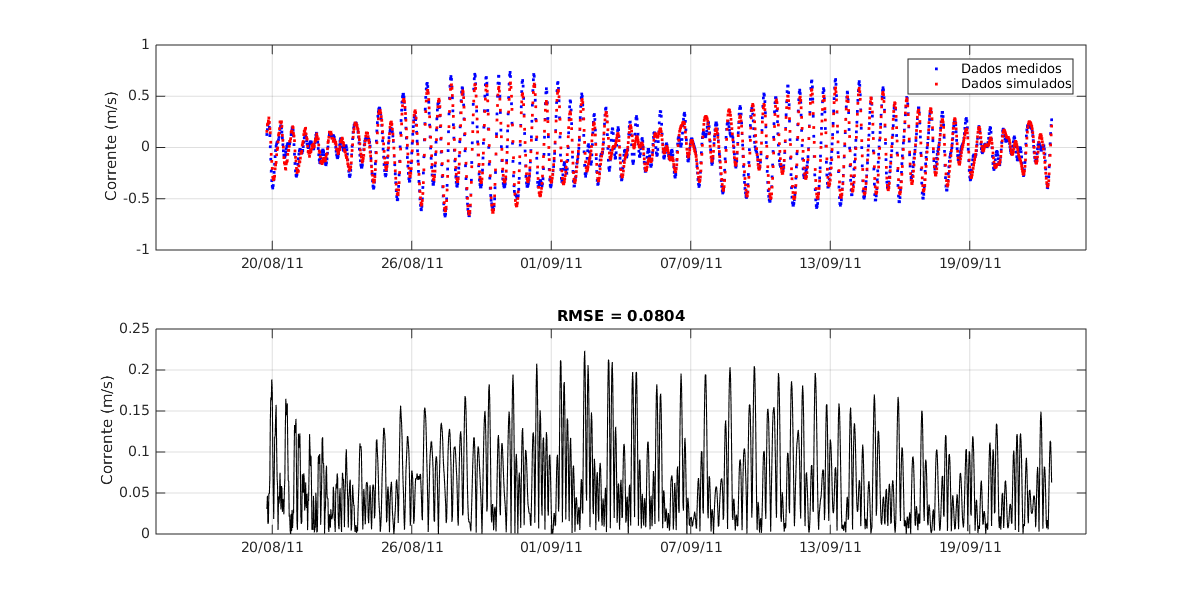 1
0.5
0
-0.5
-1
Corrente (m/s)
Dados medidos
Dados simulados
20/08/11 26/08/11 01/09/11 07/09/11 13/09/11 19/09/11
RMSE = 0.0804
0.25
0.2
0.15
0.1
0.05
0
Corrente (m/s)
20/08/11 26/08/11 01/09/11 07/09/11 13/09/11 19/09/11